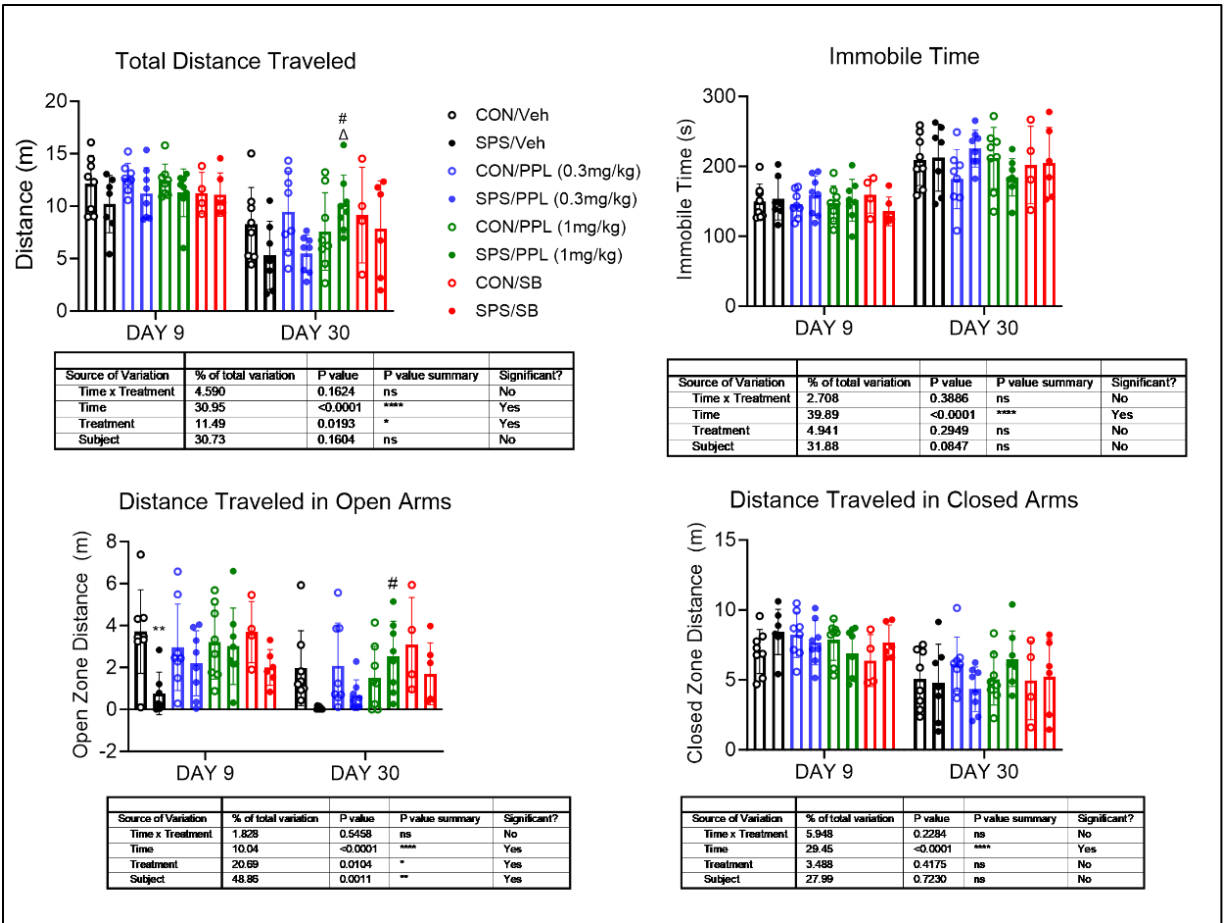 Total Distance Traveled
20
15
10
5
0
Distance (m)
#
Δ
DAY 9
DAY 30
CON/Veh
SPS/Veh
CON/PPL (0.3mg/kg)
SPS/PPL (0.3mg/kg)
CON/PPL (1mg/kg)
SPS/PPL (1mg/kg)
CON/SB
SPS/SB
Source of Variation % of total variation P value P value summary Significant?
Time x Treatment 4.590 0.1624 ns No
Time 30.95 <0.0001 **** Yes
Treatment 11.49 0.0193 * Yes
Subject 30.73 0.1604 ns No
Immobile Time
300
200
100
0
Immobile Time (s)
DAY 9
DAY 30
Source of Variation % of total variation P value P value summary Significant?
Time x Treatment 2.708 0.3886 ns No
Time 39.89 <0.0001 **** Yes
Treatment 4.941 0.2949 ns No
Subject 31.88 0.0847 ns No
Distance Traveled in Open Arms
8
6
4
2
0
-2
Open Zone Distance (m)
**
#
DAY 9
DAY 30
Source of Variation % of total variation P value P value summary Significant?
Time x Treatment 1.828 0.5458 ns No
Time 10.04 <0.0001 **** Yes
Treatment 20.69 0.0104 * Yes
Subject 48.86 0.0011 ** Yes
Distance Traveled in Closed Arms
15
10
5
0
Closed Zone Distance (m)
DAY 9
DAY 30
Source of Variation % of total variation P value P value summary Significant?
Time x Treatment 5.948 0.2284 ns No
Time 29.45 <0.0001 **** Yes
Treatment 3.488 0.4175 ns No
Subject 27.99 0.7230 ns No